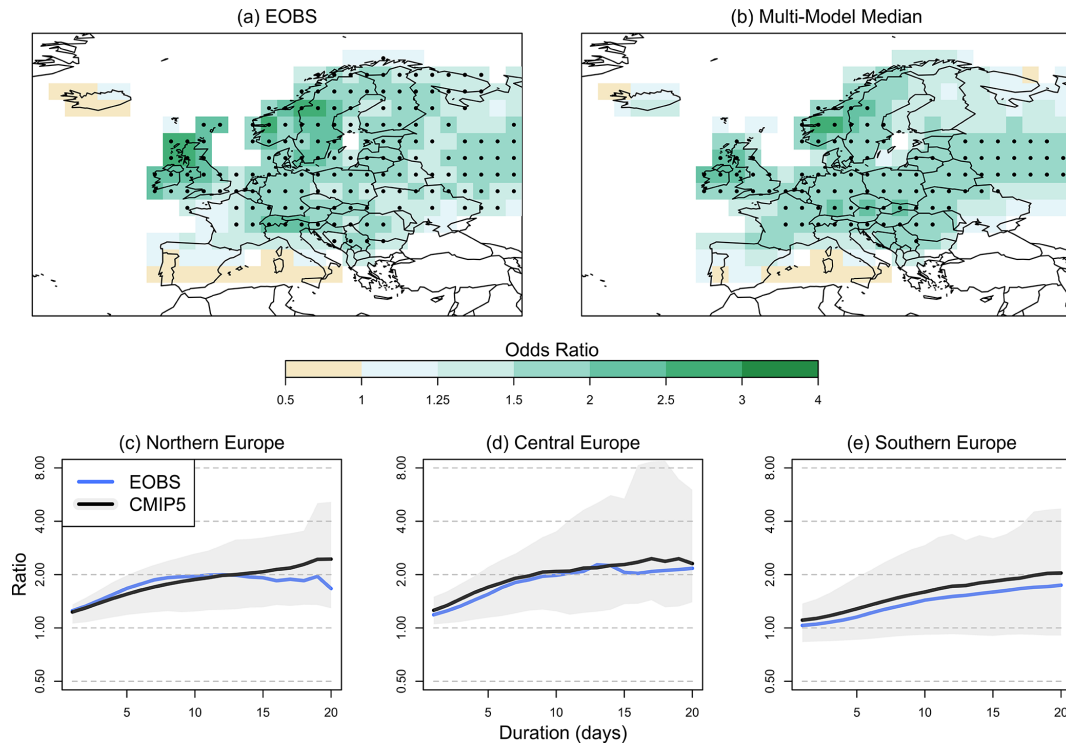 (a) EOBS
(b) Multi-Model Median
Odds Ratio
0.5 1 1.25 1.5 2 2.5 3 4
(c) Northern Europe
(d) Central Europe
(e) Southern Europe
EOBS
CMIP5
Ratio
8.00
4.00
2.00
1.00
0.50
5 10 15 20
8.00
4.00
2.00
1.00
0.50
5 10 15 20
8.00
4.00
2.00
1.00
0.50
5 10 15 20
Duration (days)